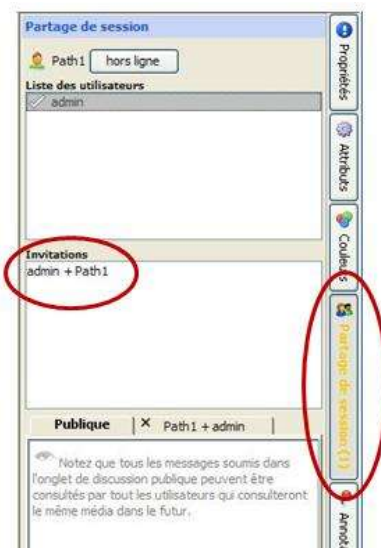 Partage de session
Path1 hors ligne
Liste des utilisateurs
admin
Invitations
admin + Path1
Publique × Path1 + admin
Notez que tous les messages soumis dans
l'onglet de discussion publique peuvent être
consultés par tout les utilisateurs qui consulteront
le même média dans le futur.
Propriétés
Attributs
Couleurs
Partage de session (1)
Annot